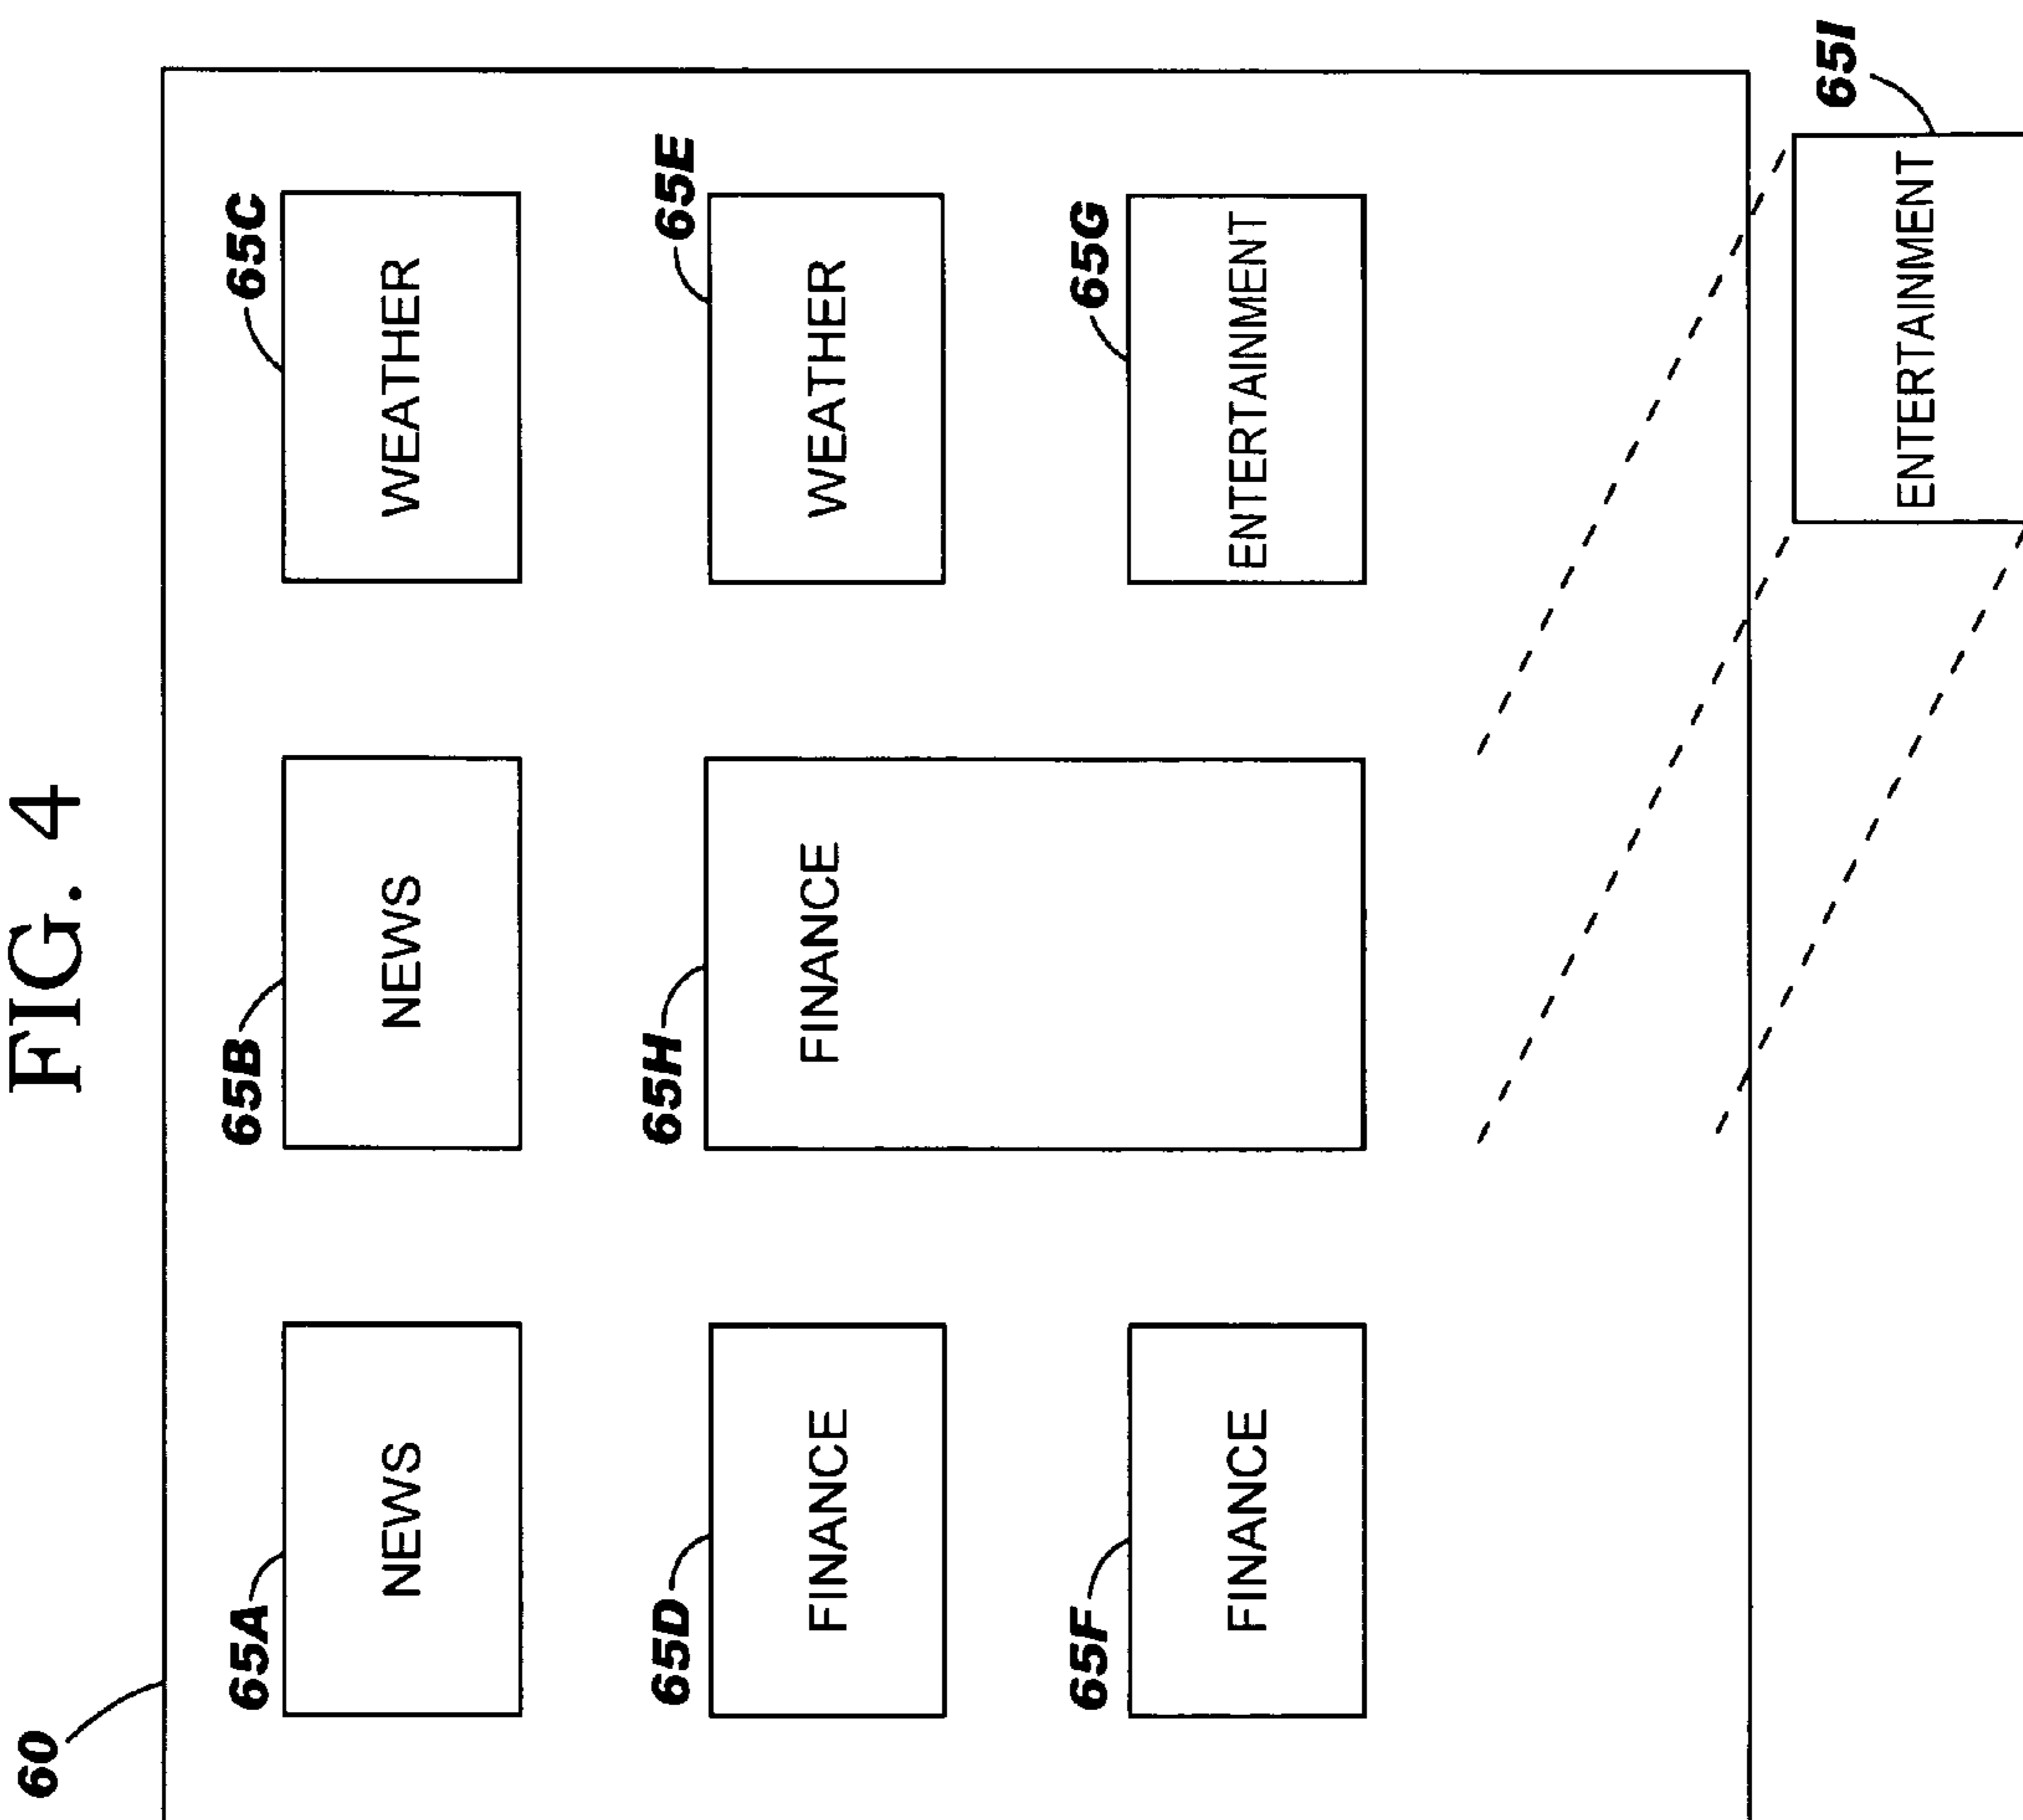 FIG. 4
60
65A
65B
65C
NEWS
NEWS
WEATHER
65D
65H
65E
FINANCE
FINANCE
WEATHER
65F
65G
FINANCE
ENTERTAINMENT
65I
ENTERTAINMENT